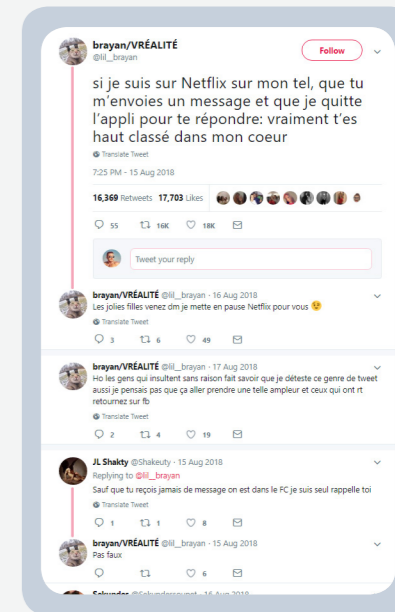 brayan/VRÉALITÉ
@lil__brayan
Follow
si je suis sur Netflix sur mon tel, que tu
m'envoies un message et que je quitte
l'appli pour te répondre: vraiment t'es
haut classé dans mon coeur
Translate Tweet
7:25 PM - 15 Aug 2018
16,369 Retweets 17,703 Likes
55 16K 18K
Tweet your reply
brayan/VRÉALITÉ @lil__brayan · 16 Aug 2018
Les jolies filles venez dm je mette en pause Netflix pour vous 😉
Translate Tweet
3 6 49
brayan/VRÉALITÉ @lil__brayan · 17 Aug 2018
Ho les gens qui insultent sans raison fait savoir que je déteste ce genre de tweet
aussi je pensais pas que ça aller prendre une telle ampleur et ceux qui ont rt
retournez sur fb
Translate Tweet
2 4 19
JL Shakty @Shakeuty · 15 Aug 2018
Replying to @lil__brayan
Sauf que tu reçois jamais de message on est dans le FC je suis seul rappelle toi
Translate Tweet
1 1 8
brayan/VRÉALITÉ @lil__brayan · 15 Aug 2018
Pas faux
6